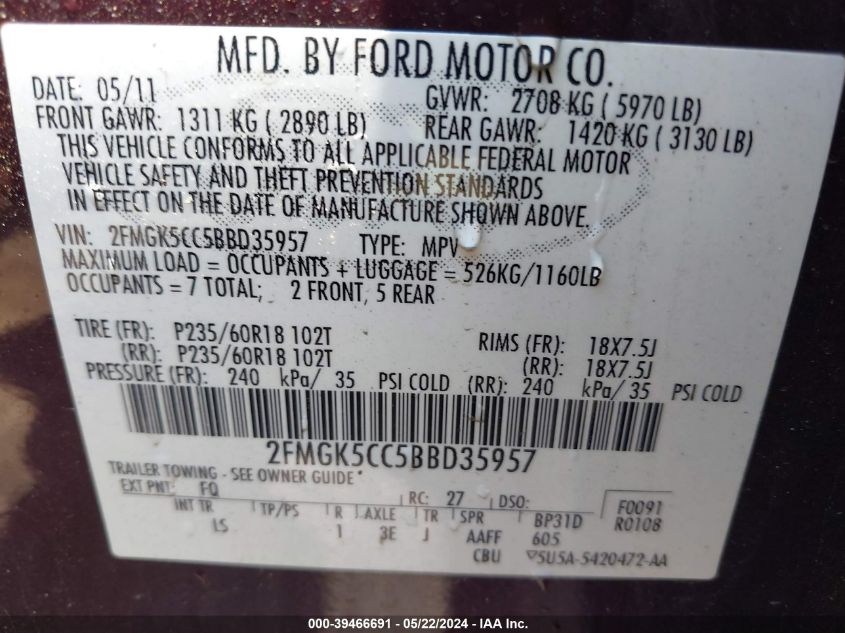 MFD. BY FORD MOTOR CO.
DATE: 05/11 GVWR: 2708 KG ( 5970 LB)
FRONT GAWR: 1311 KG ( 2890 LB) REAR GAWR: 1420 KG ( 3130 LB)
THIS VEHICLE CONFORMS TO ALL APPLICABLE FEDERAL MOTOR
VEHICLE SAFETY AND THEFT PREVENTION STANDARDS
IN EFFECT ON THE DATE OF MANUFACTURE SHOWN ABOVE.
VIN: 2FMGK5CC5BBD35957 TYPE: MPV
MAXIMUM LOAD = OCCUPANTS + LUGGAGE = 526KG/1160LB
OCCUPANTS = 7 TOTAL; 2 FRONT, 5 REAR
TIRE (FR): P235/60R18 102T RIMS (FR): 18X7.5J
(RR): P235/60R18 102T (RR): 18X7.5J
PRESSURE (FR): 240 kPa/ 35 PSI COLD (RR): 240 kPa/ 35 PSI COLD
2FMGK5CC5BBD35957
TRAILER TOWING - SEE OWNER GUIDE*
EXT PNT: FQ RC: 27 DSO: F0091
INT TR TP/PS R AXLE TR SPR BP31D R0108
LS 1 3E J AAFF 605
CBU ▽5U5A-5420472-AA
000-39466691 - 05/22/2024 - IAA Inc.